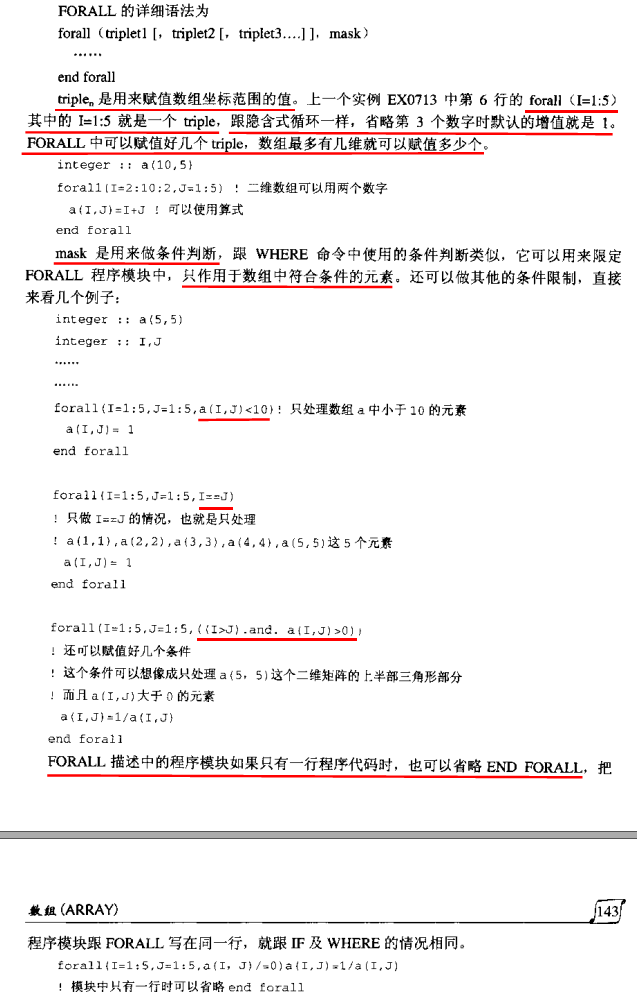 FORALL 的详细语法为
forall（triplet1 [，triplet2 [，triplet3….] ]，mask）
……
end forall
tripleₙ 是用来赋值数组坐标范围的值。上一个实例 EX0713 中第 6 行的 forall（I=1:5）
其中的 I=1:5 就是一个 triple，跟隐含式循环一样，省略第 3 个数字时默认的增值就是 1。
FORALL 中可以赋值好几个 triple，数组最多有几维就可以赋值多少个。
integer :: a(10,5)
forall(I=2:10:2,J=1:5) ! 二维数组可以用两个数字
a(I,J)=I+J ! 可以使用算式
end forall
mask 是用来做条件判断，跟 WHERE 命令中使用的条件判断类似，它可以用来限定
FORALL 程序模块中，只作用于数组中符合条件的元素。还可以做其他的条件限制，直接
来看几个例子：
integer :: a(5,5)
integer :: I,J
……
……
forall(I=1:5,J=1:5,a(I,J)<10)! 只处理数组 a 中小于 10 的元素
a(I,J)= 1
end forall
forall(I=1:5,J=1:5,I==J)
! 只做 I==J 的情况，也就是只处理
! a(1,1),a(2,2),a(3,3),a(4,4),a(5,5)这 5 个元素
a(I,J)= 1
end forall
forall(I=1:5,J=1:5,((I>J).and. a(I,J)>0))
! 还可以赋值好几个条件
! 这个条件可以想像成只处理 a(5，5)这个二维矩阵的上半部三角形部分
! 而且 a(I,J)大于 0 的元素
a(I,J)=1/a(I,J)
end forall
FORALL 描述中的程序模块如果只有一行程序代码时，也可以省略 END FORALL，把
数组(ARRAY)
143
程序模块跟 FORALL 写在同一行，就跟 IF 及 WHERE 的情况相同。
forall(I=1:5,J=1:5,a(I，J)/=0)a(I,J)=1/a(I,J)
! 模块中只有一行时可以省略 end forall